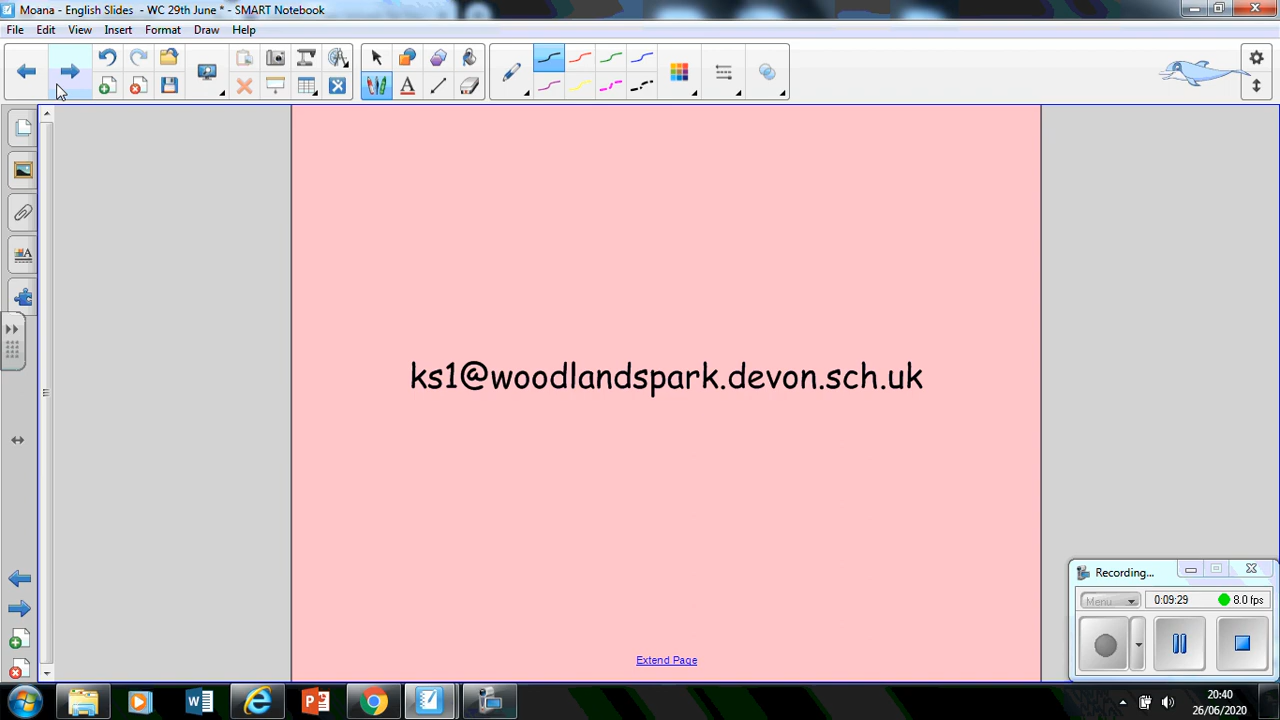 Moana - English Slides - WC 29th June * - SMART Notebook
File Edit View Insert Format Draw Help
ks1@woodlandspark.devon.sch.uk
Extend Page
Recording...
Menu 0:09:29 8.0 fps
20:40
26/06/2020